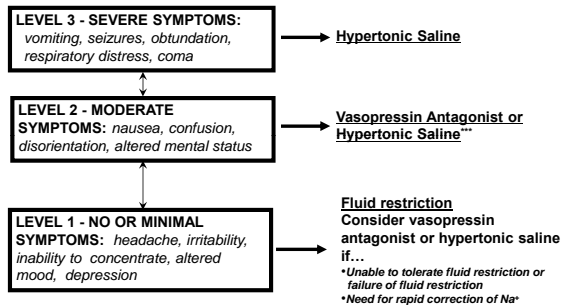 LEVEL 3 - SEVERE SYMPTOMS:
vomiting, seizures, obtundation,
respiratory distress, coma
Hypertonic Saline
LEVEL 2 - MODERATE
SYMPTOMS: nausea, confusion,
disorientation, altered mental status
Vasopressin Antagonist or
Hypertonic Saline***
LEVEL 1 - NO OR MINIMAL
SYMPTOMS: headache, irritability,
inability to concentrate, altered
mood, depression
Fluid restriction
Consider vasopressin
antagonist or hypertonic saline
if…
•Unable to tolerate fluid restriction or
failure of fluid restriction
•Need for rapid correction of Na+